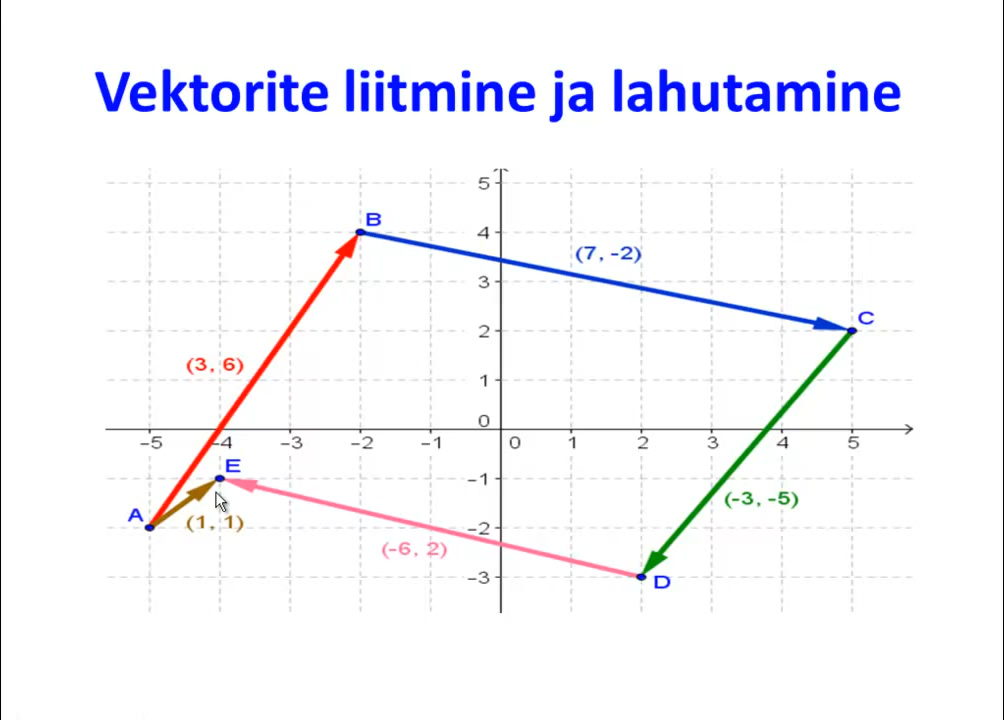 Vektorite liitmine ja lahutamine
5
B
4
(7, -2)
3
C
2
(3, 6)
1
0
-5 -4 -3 -2 -1 0 1 2 3 4 5
E
-1
(-3, -5)
A
(1, 1)
-2
(-6, 2)
-3
D